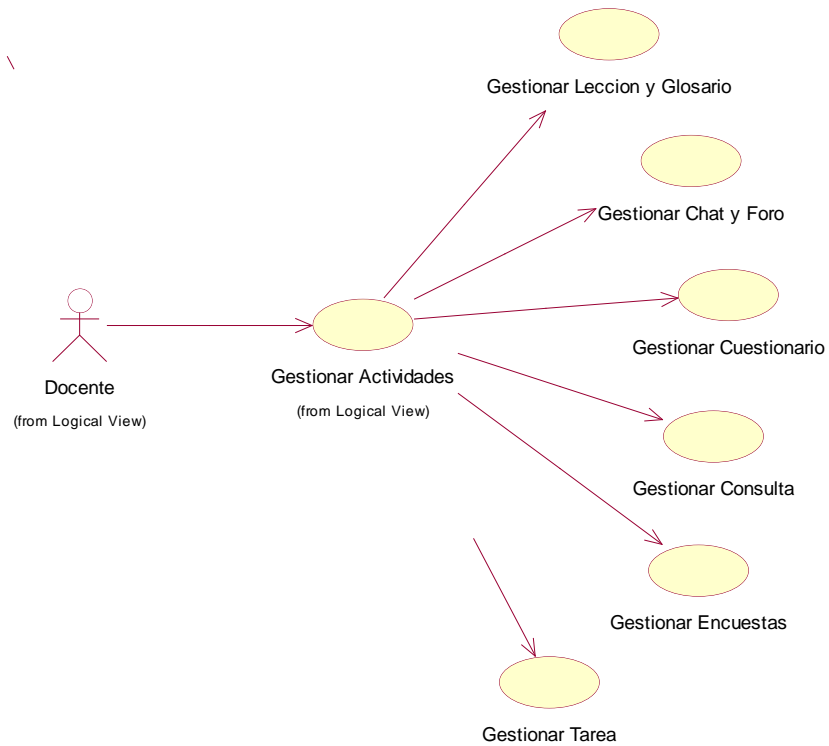 Gestionar Leccion y Glosario
Gestionar Chat y Foro
Gestionar Cuestionario
Docente
(from Logical View)
Gestionar Actividades
(from Logical View)
Gestionar Consulta
Gestionar Encuestas
Gestionar Tarea